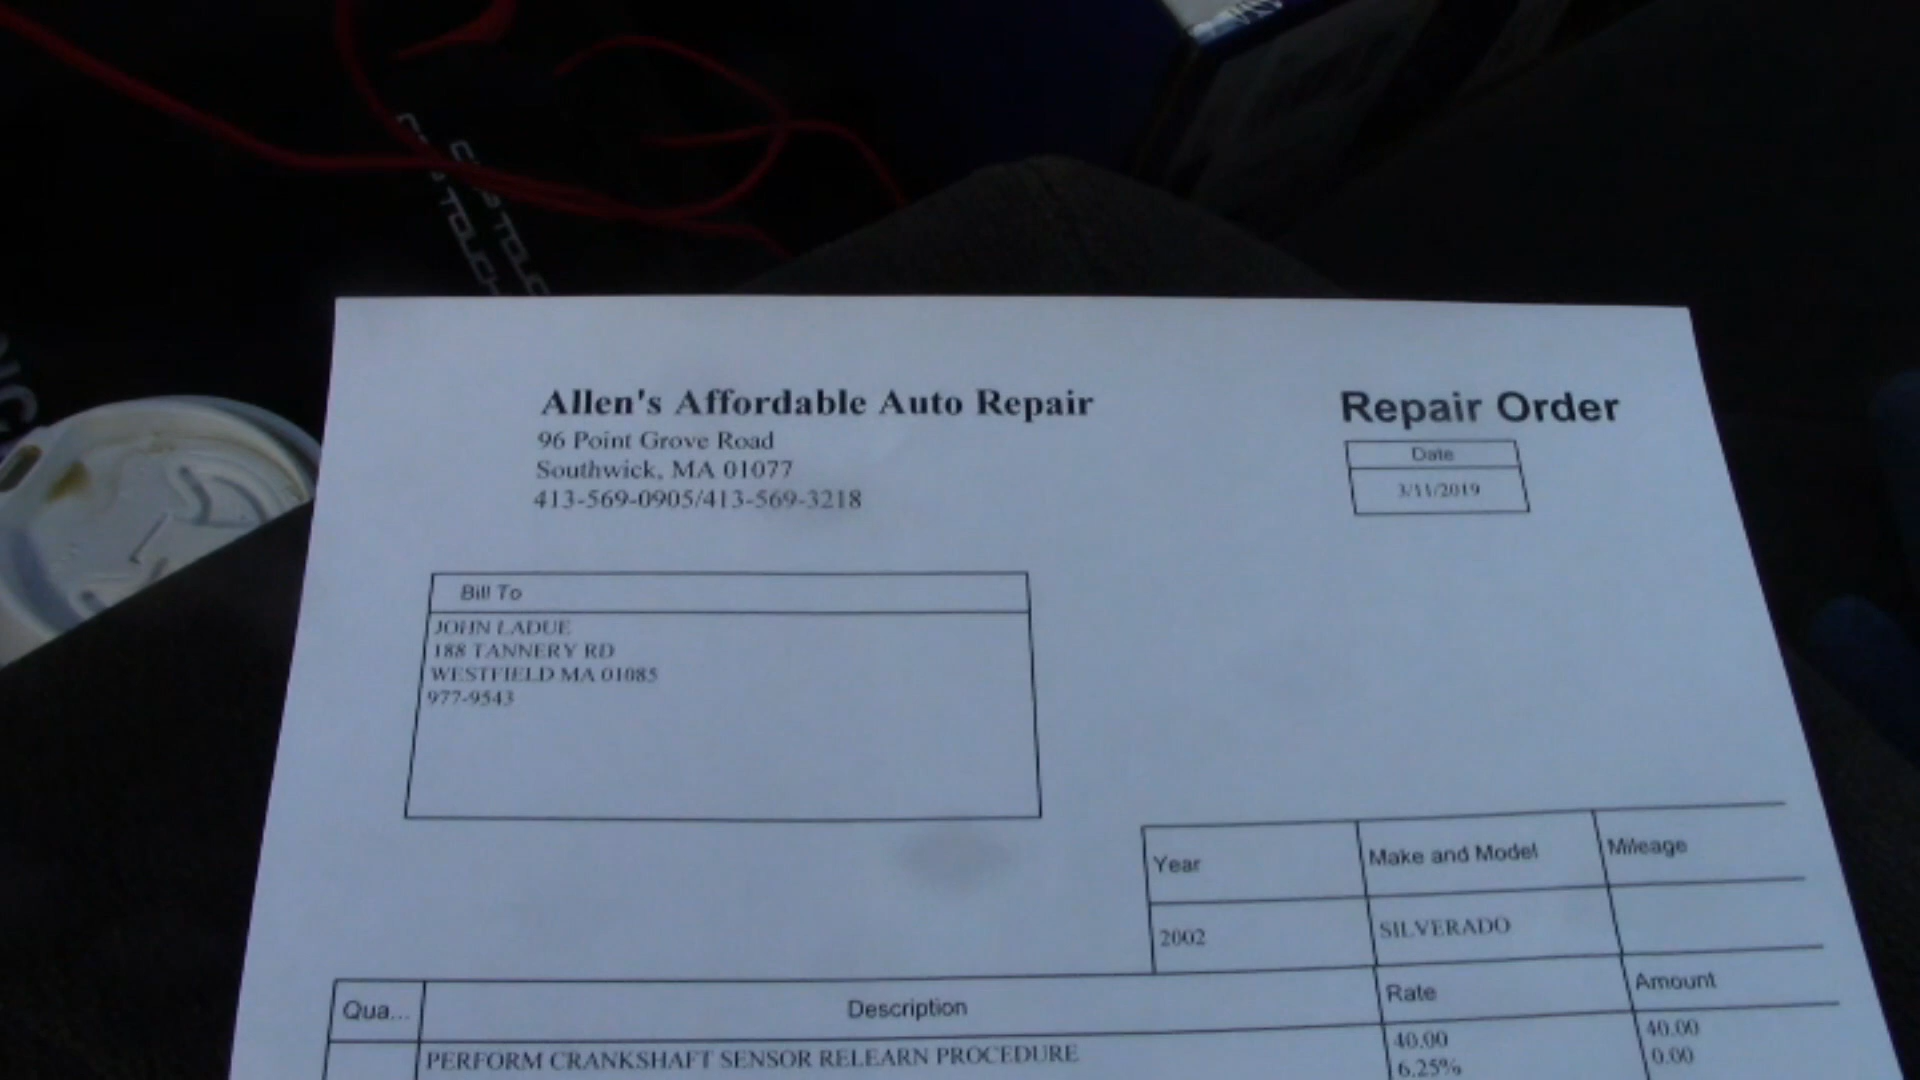 CHP TOUCH
Allen's Affordable Auto Repair
96 Point Grove Road
Southwick, MA 01077
413-569-0905/413-569-3218
Repair Order
Date
3/11/2019
Bill To
JOHN LADUE
188 TANNERY RD
WESTFIELD MA 01085
977-9543
Year
Make and Model
Mileage
2002
SILVERADO
Qua...
Description
Rate
Amount
PERFORM CRANKSHAFT SENSOR RELEARN PROCEDURE
40.00
40.00
6.25%
0.00